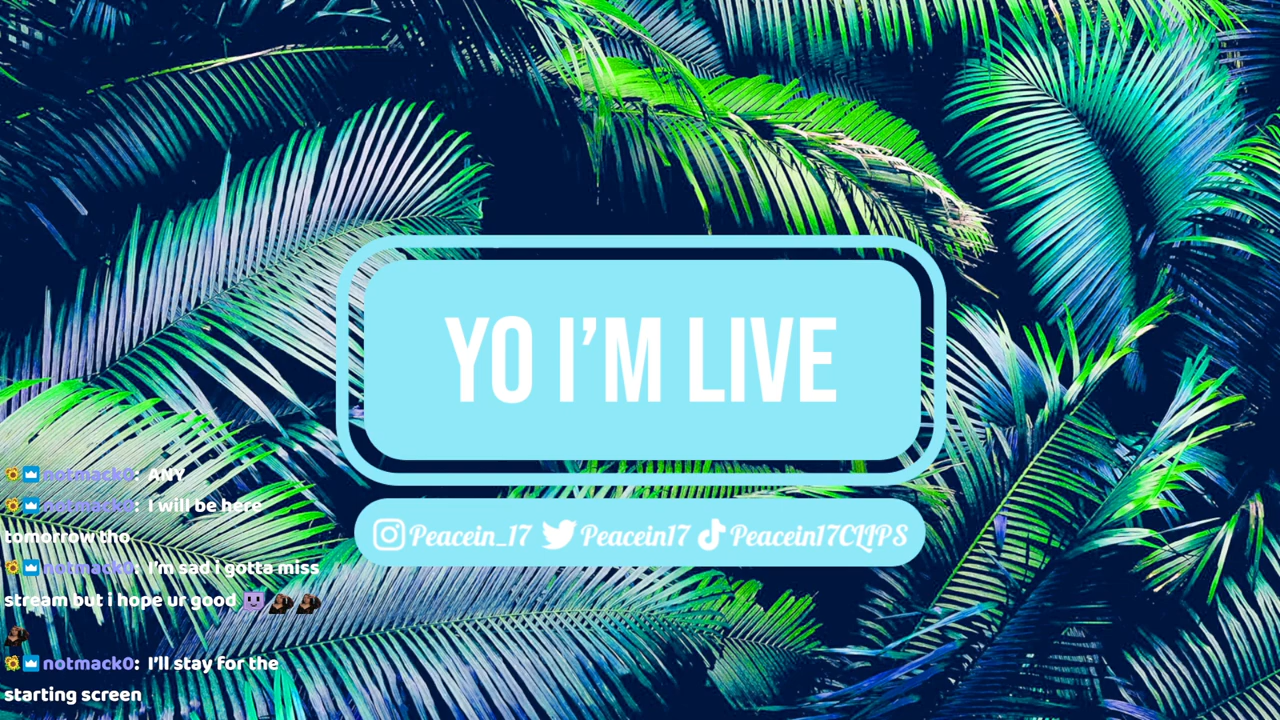 YO I'M LIVE
Peacein_17 Peacein17 Peacein17CLIPS
notmack0: ANY
notmack0: I will be here
tomorrow tho
notmack0: I'm sad i gotta miss
stream but i hope ur good
notmack0: I'll stay for the
starting screen